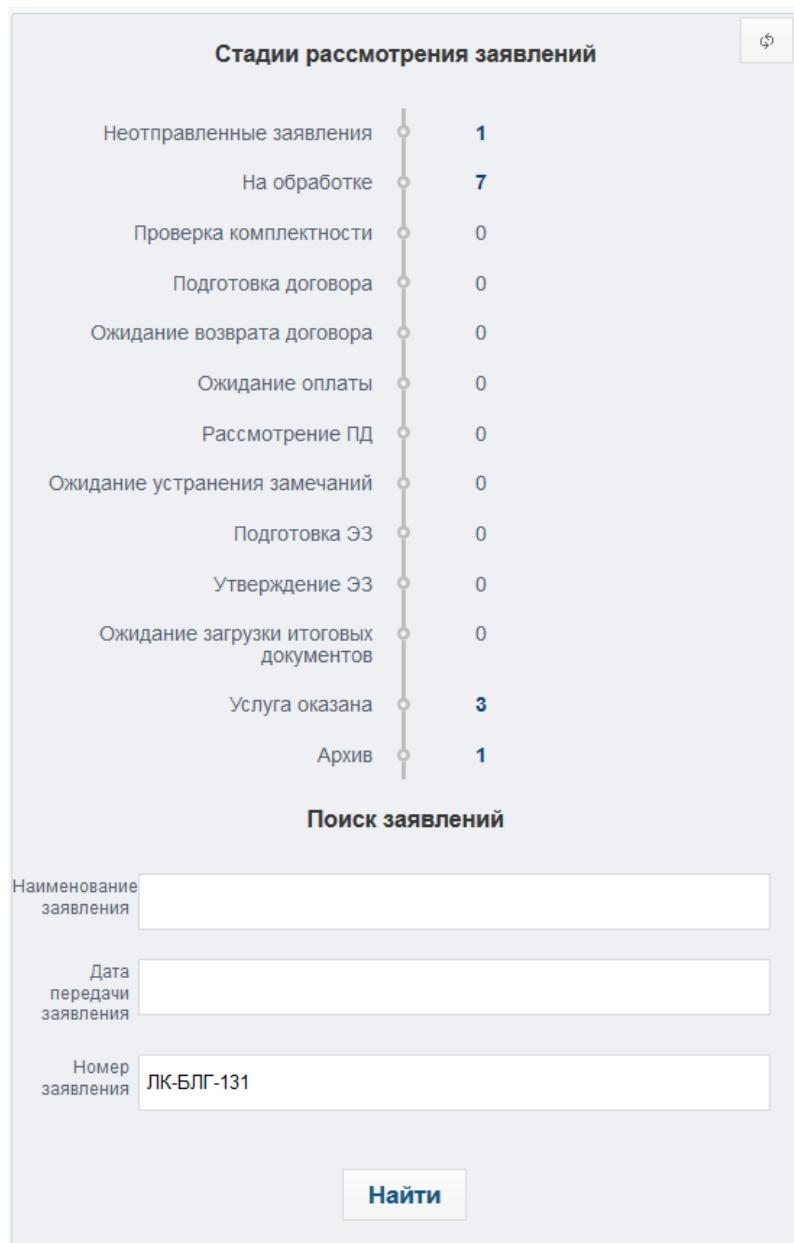 Стадии рассмотрения заявлений
Неотправленные заявления 1
На обработке 7
Проверка комплектности 0
Подготовка договора 0
Ожидание возврата договора 0
Ожидание оплаты 0
Рассмотрение ПД 0
Ожидание устранения замечаний 0
Подготовка ЭЗ 0
Утверждение ЭЗ 0
Ожидание загрузки итоговых 0
документов
Услуга оказана 3
Архив 1
Поиск заявлений
Наименование
заявления
Дата
передачи
заявления
Номер
заявления ЛК-БЛГ-131
Найти